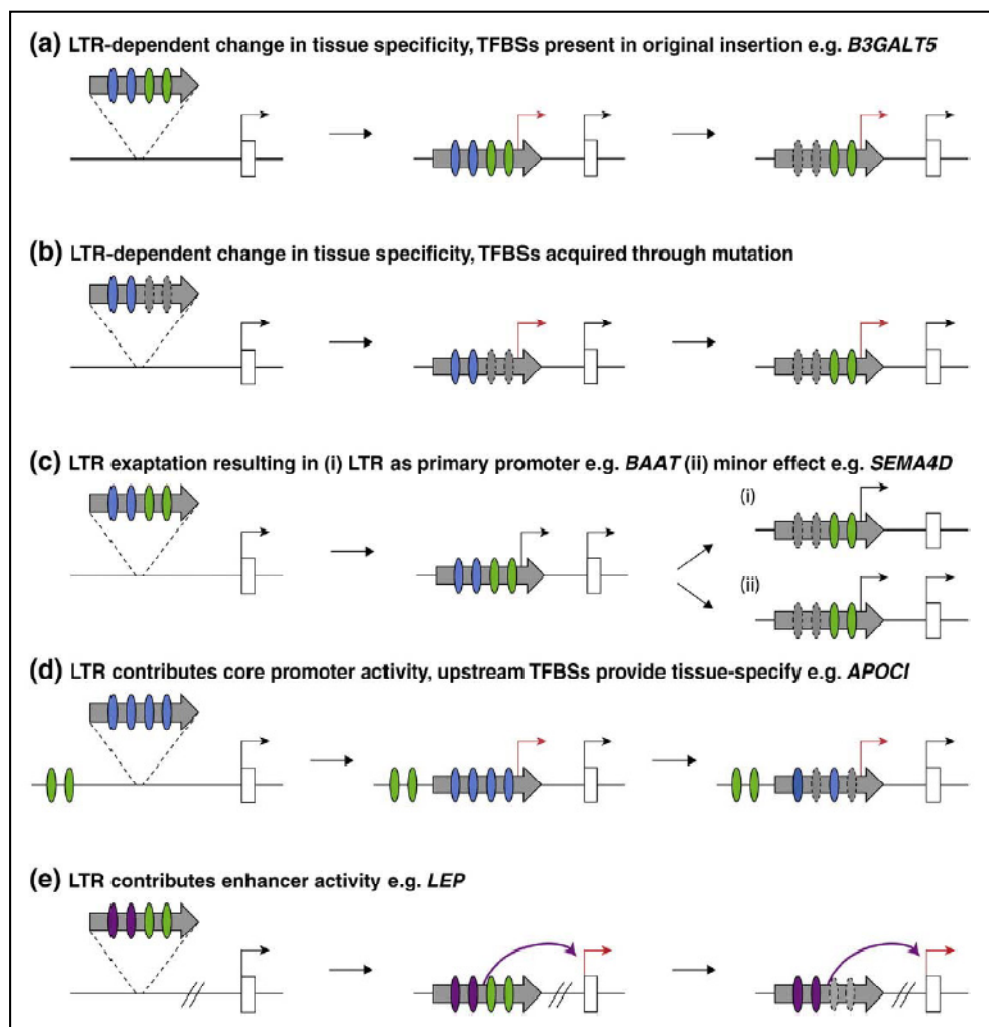 (a) LTR-dependent change in tissue specificity, TFBSs present in original insertion e.g. B3GALT5
(b) LTR-dependent change in tissue specificity, TFBSs acquired through mutation
(c) LTR exaptation resulting in (i) LTR as primary promoter e.g. BAAT (ii) minor effect e.g. SEMA4D
(i)
(ii)
(d) LTR contributes core promoter activity, upstream TFBSs provide tissue-specify e.g. APOCI
(e) LTR contributes enhancer activity e.g. LEP